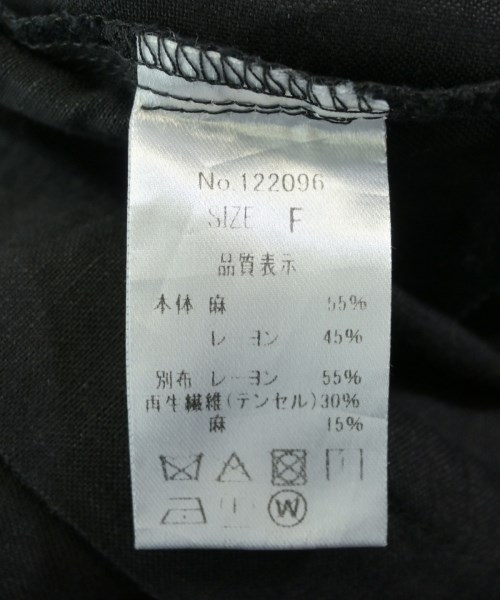 No.122096
SIZE F
品質表示
本体 麻 55%
レーヨン 45%
別布 レーヨン 55%
再生繊維(テンセル)30%
麻 15%
W